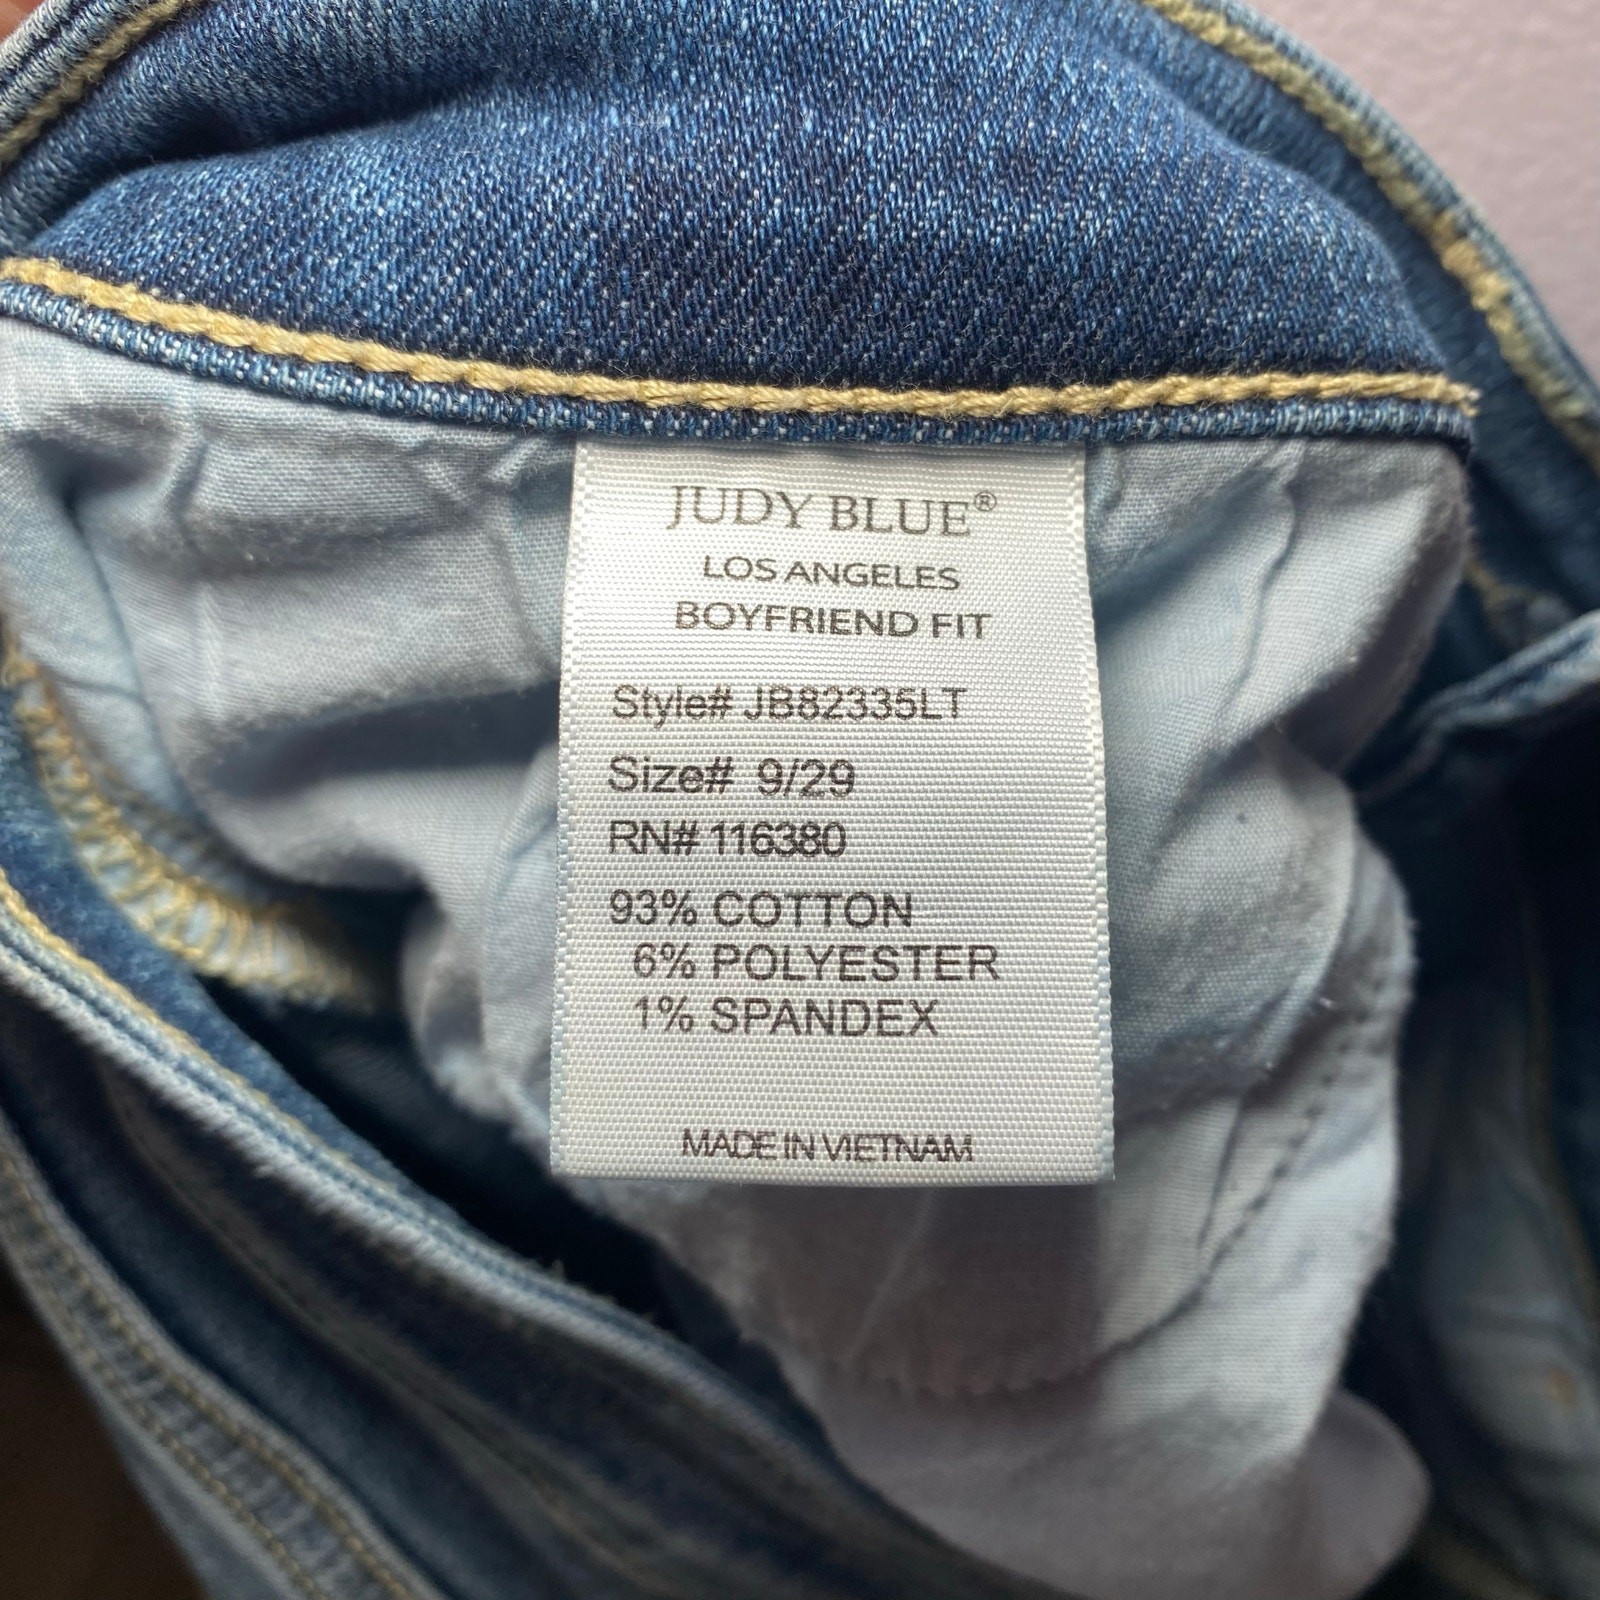 JUDY BLUE®
LOS ANGELES
BOYFRIEND FIT
Style# JB82335LT
Size# 9/29
RN# 116380
93% COTTON
6% POLYESTER
1% SPANDEX
MADE IN VIETNAM